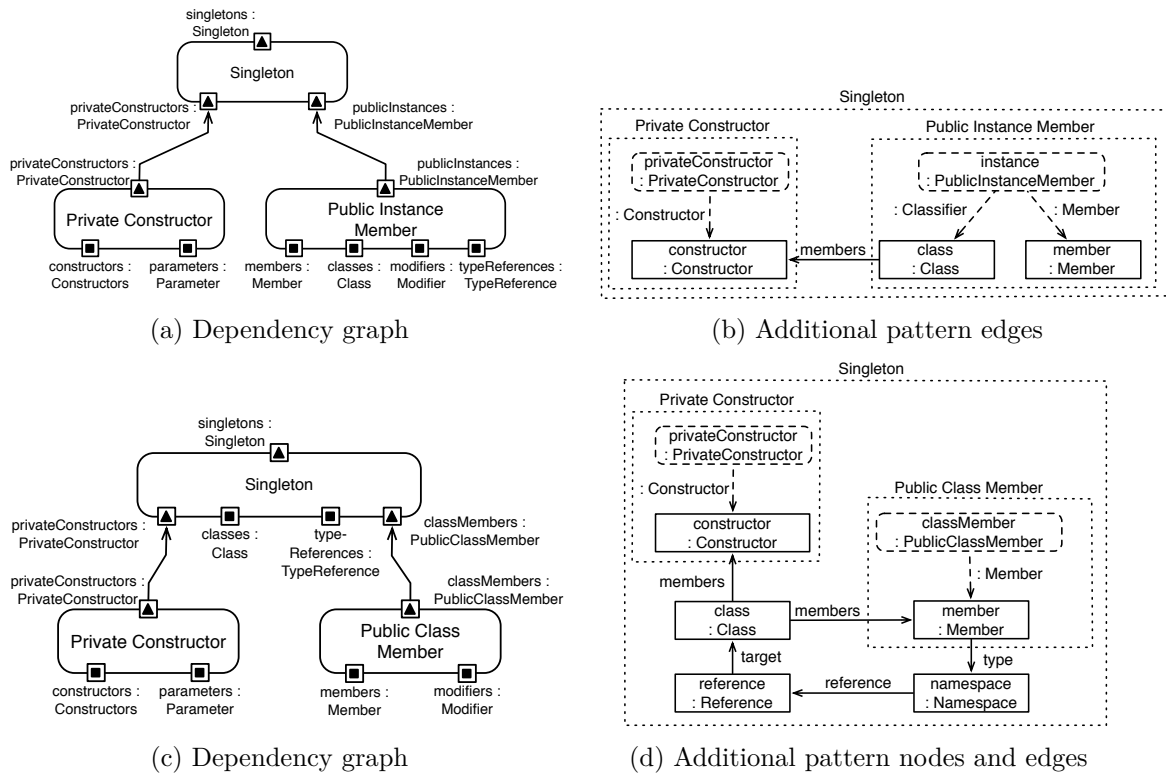 singletons :
Singleton
Singleton
privateConstructors :
PrivateConstructor
publicInstances :
PublicInstanceMember
privateConstructors :
PrivateConstructor
publicInstances :
PublicInstanceMember
Private Constructor
Public Instance
Member
constructors :
Constructors
parameters :
Parameter
members :
Member
classes :
Class
modifiers :
Modifier
typeReferences :
TypeReference
(a) Dependency graph
Singleton
Private Constructor
Public Instance Member
privateConstructor
: PrivateConstructor
instance
: PublicInstanceMember
: Constructor
: Classifier
: Member
constructor
: Constructor
members
class
: Class
member
: Member
(b) Additional pattern edges
singletons :
Singleton
Singleton
privateConstructors :
PrivateConstructor
classes :
Class
type-
References :
TypeReference
classMembers :
PublicClassMember
privateConstructors :
PrivateConstructor
classMembers :
PublicClassMember
Private Constructor
Public Class
Member
constructors :
Constructors
parameters :
Parameter
members :
Member
modifiers :
Modifier
(c) Dependency graph
Singleton
Private Constructor
privateConstructor
: PrivateConstructor
: Constructor
Public Class Member
constructor
: Constructor
classMember
: PublicClassMember
: Member
members
class
: Class
members
member
: Member
target
type
reference
: Reference
reference
namespace
: Namespace
(d) Additional pattern nodes and edges